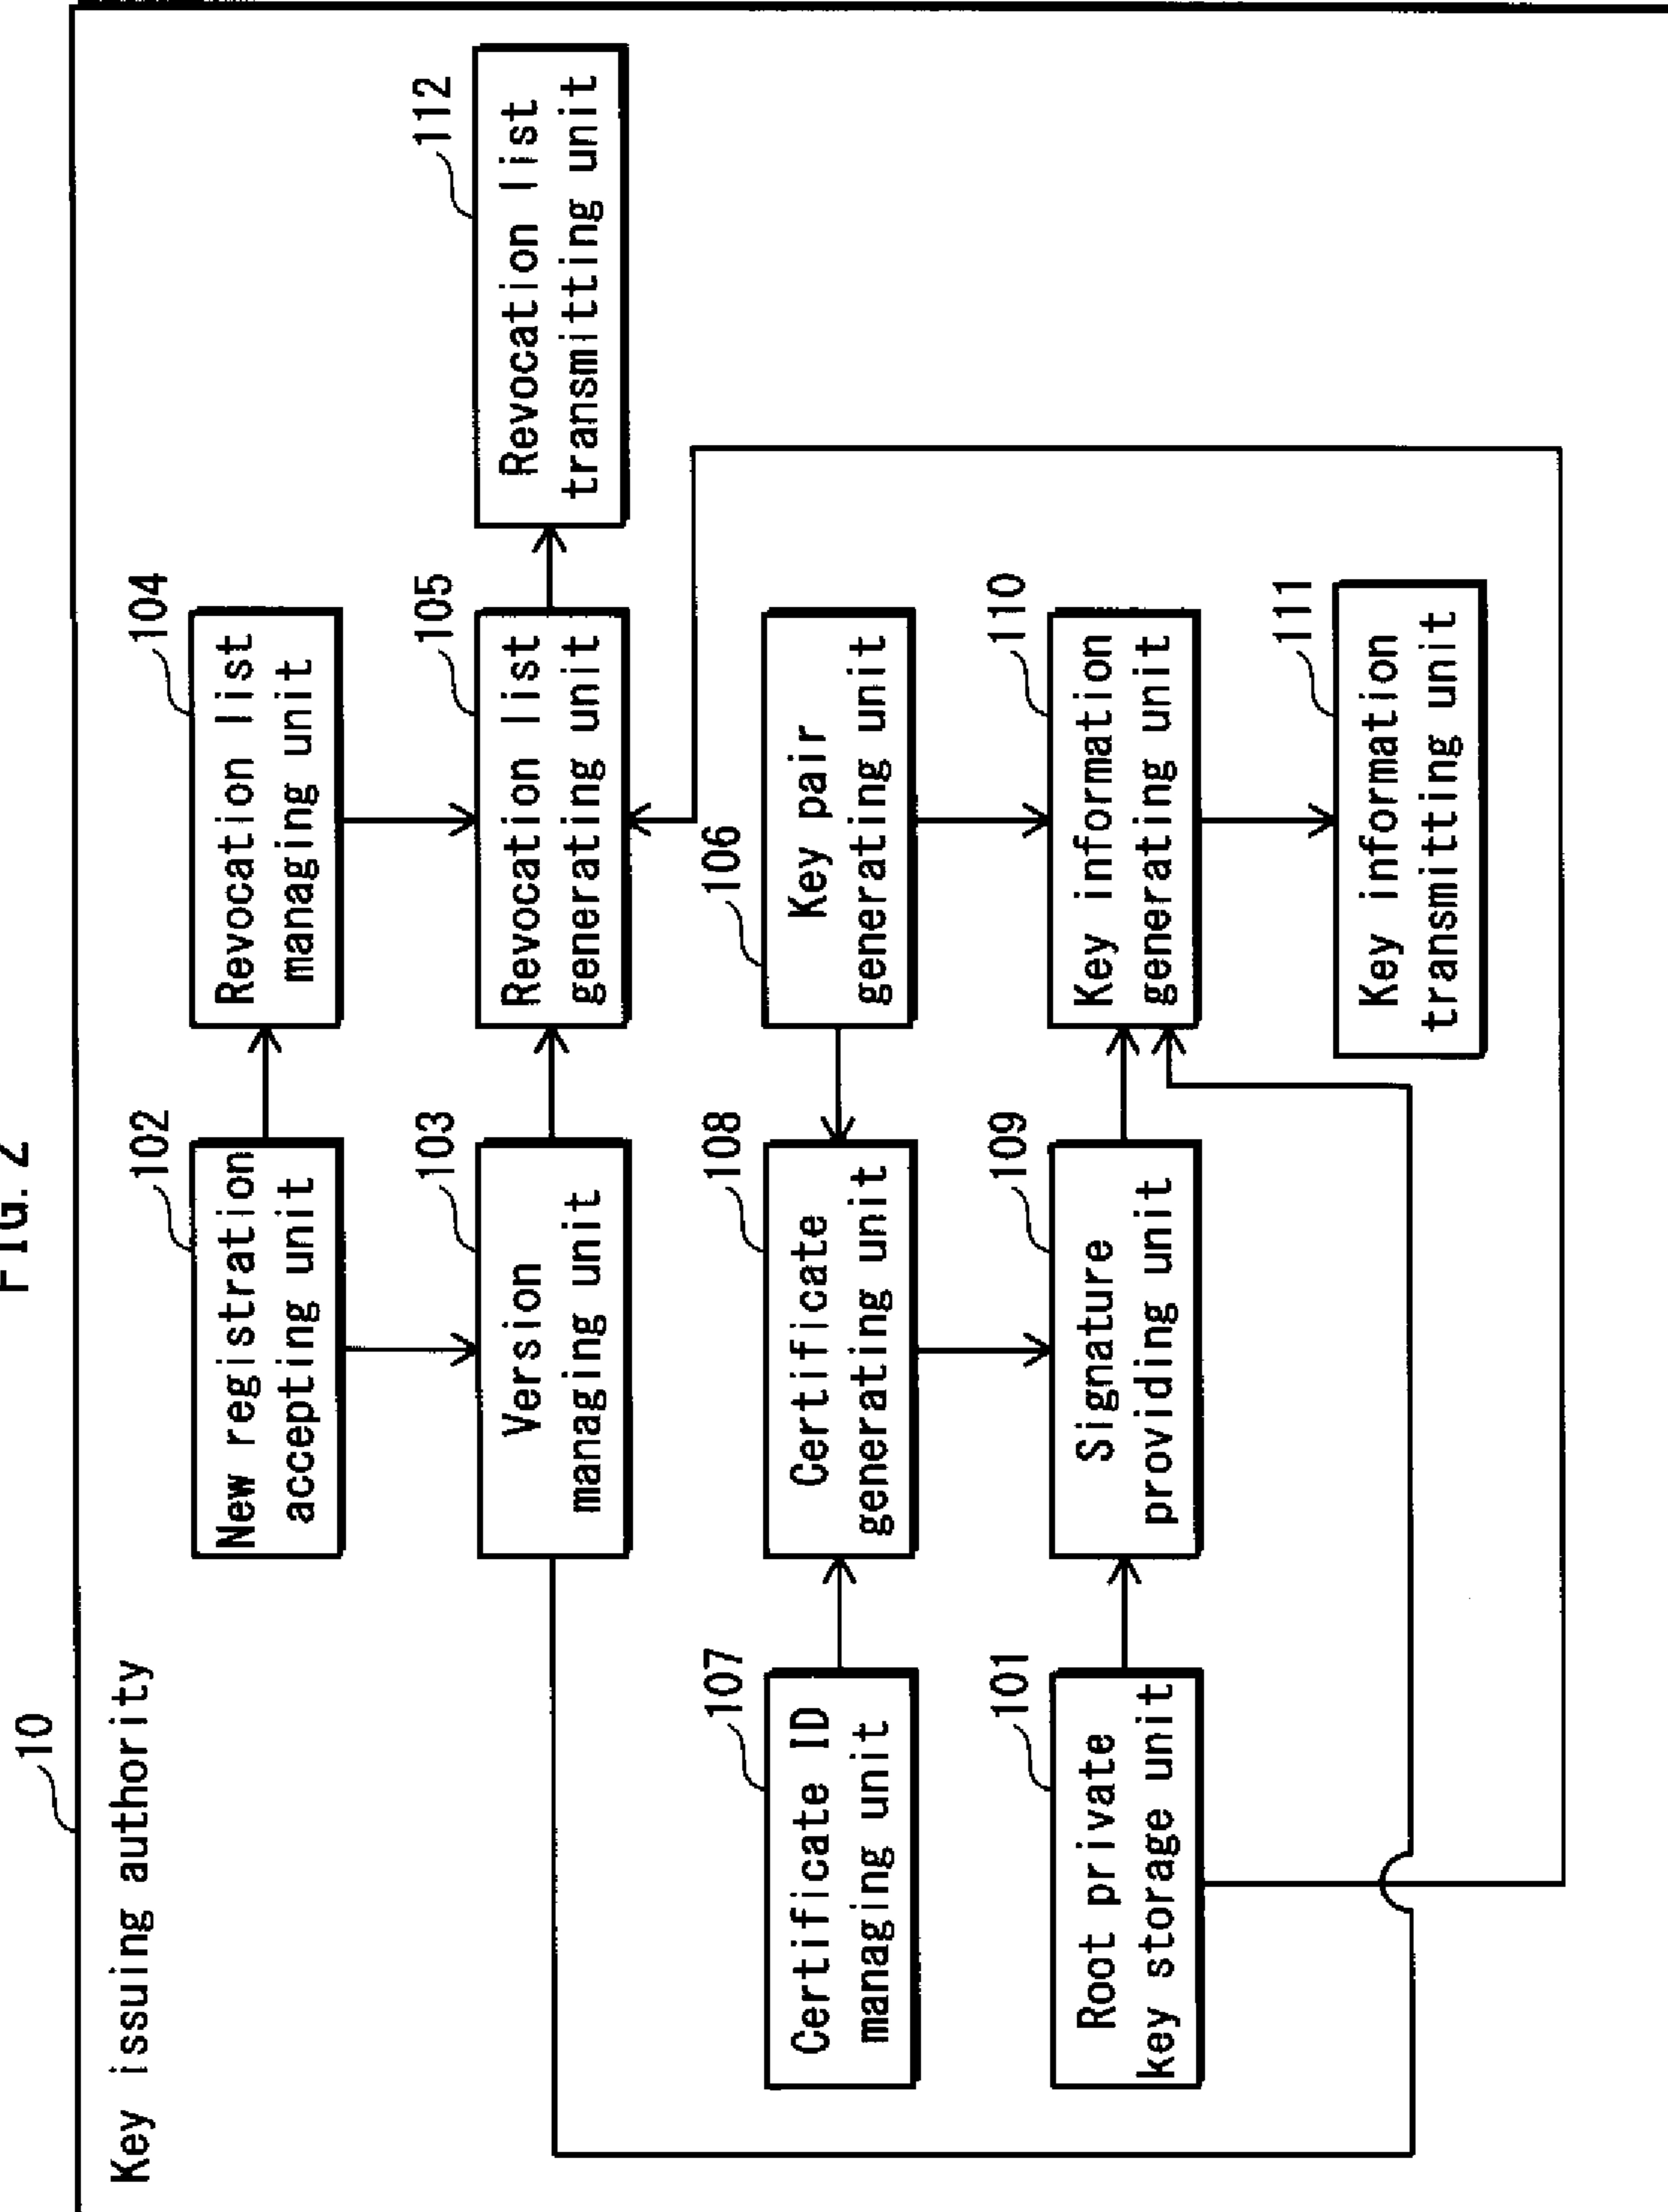 FIG. 2
10
Key issuing authority
102
New registration
accepting unit
104
Revocation list
managing unit
103
Version
managing unit
105
Revocation list
generating unit
112
Revocation list
transmitting unit
107
Certificate ID
managing unit
108
Certificate
generating unit
106
Key pair
generating unit
101
Root private
key storage unit
109
Signature
providing unit
110
Key information
generating unit
111
Key information
transmitting unit